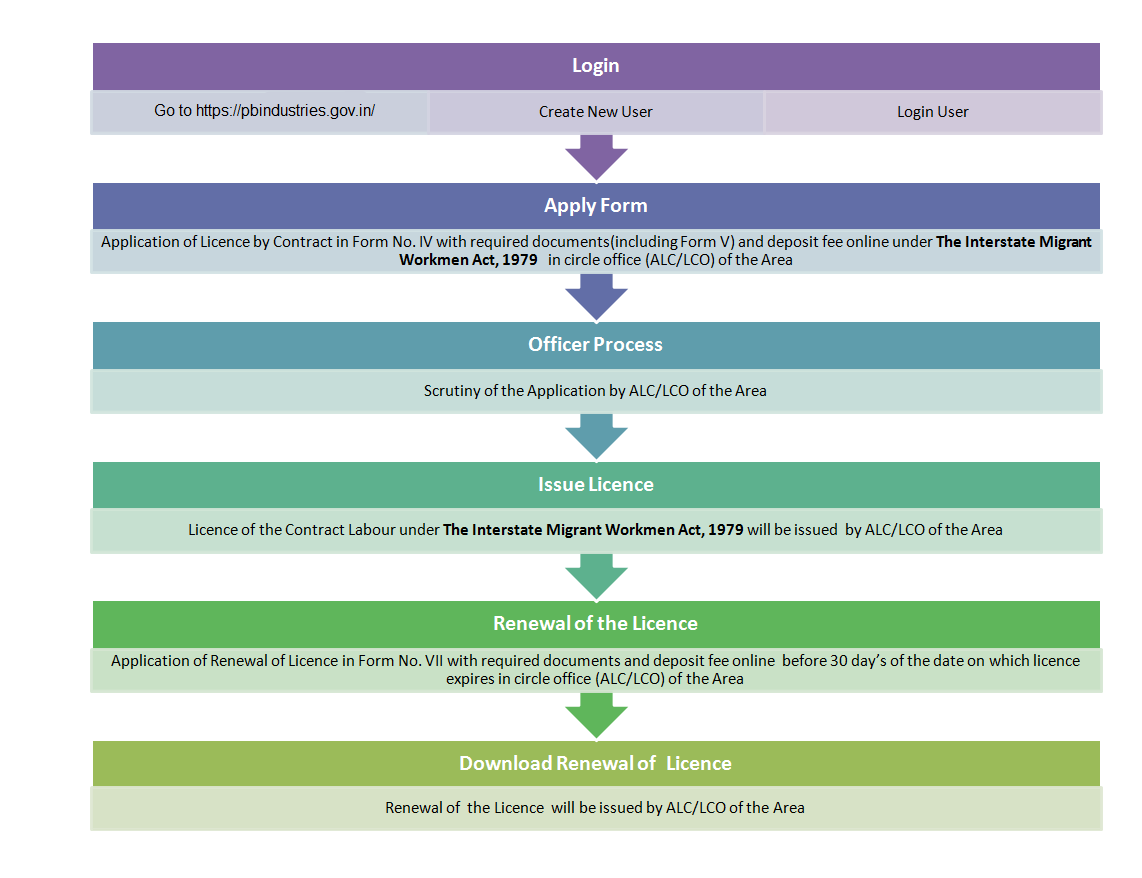 Login
Go to https://pbindustries.gov.in/ Create New User Login User
Apply Form
Application of Licence by Contract in Form No. IV with required documents(including Form V) and deposit fee online under The Interstate Migrant
Workmen Act, 1979 in circle office (ALC/LCO) of the Area
Officer Process
Scrutiny of the Application by ALC/LCO of the Area
Issue Licence
Licence of the Contract Labour under The Interstate Migrant Workmen Act, 1979 will be issued by ALC/LCO of the Area
Renewal of the Licence
Application of Renewal of Licence in Form No. VII with required documents and deposit fee online before 30 day's of the date on which licence
expires in circle office (ALC/LCO) of the Area
Download Renewal of Licence
Renewal of the Licence will be issued by ALC/LCO of the Area